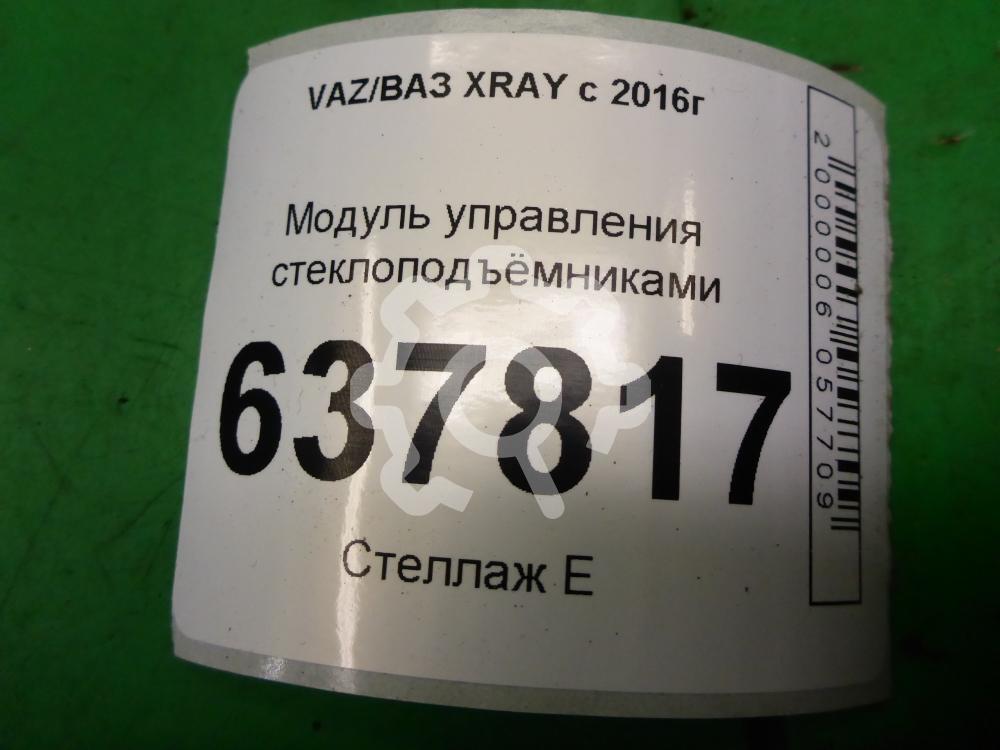 VAZ/ВАЗ XRAY с 2016г
Модуль управления
стеклоподъёмниками
637817
Стеллаж Е
2000006057709